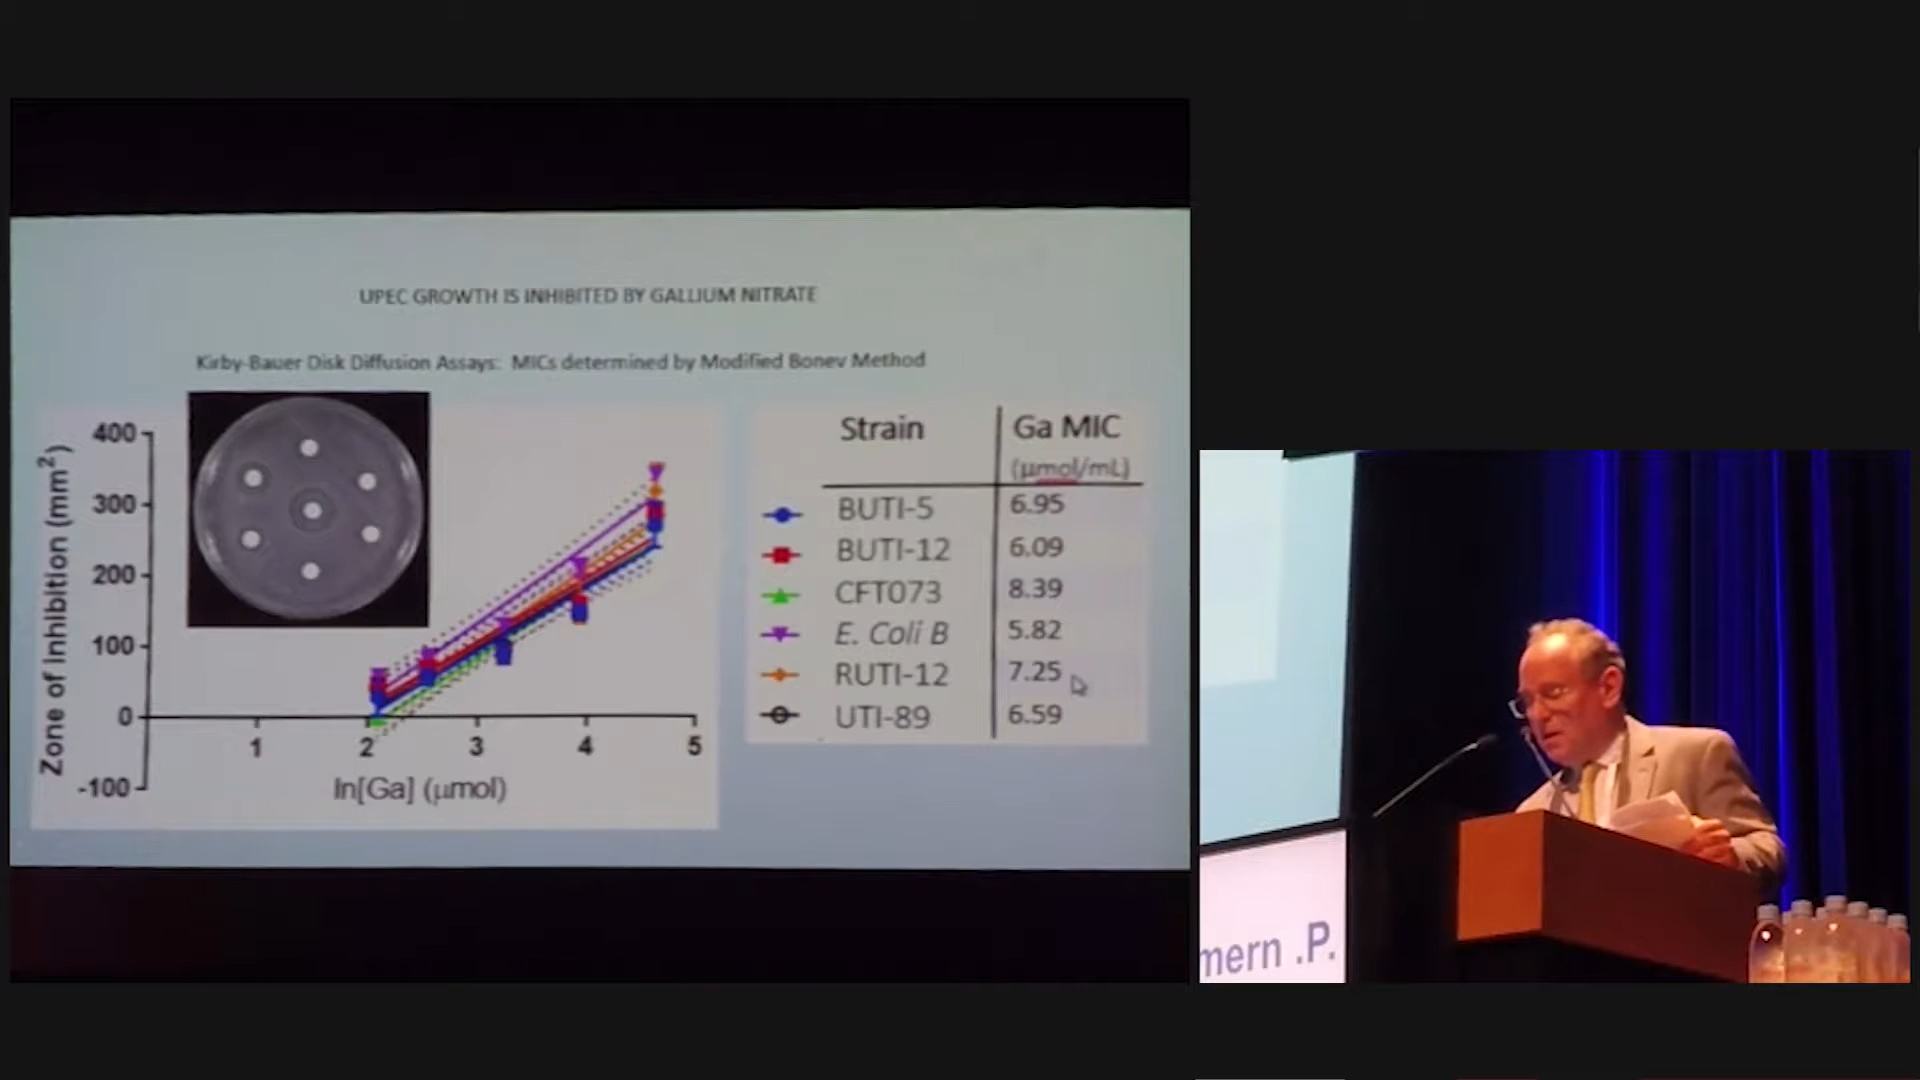 UPEC GROWTH IS INHIBITED BY GALLIUM NITRATE
Kirby-Bauer Disk Diffusion Assays: MICs determined by Modified Bonev Method
Zone of Inhibition (mm²)
400
300
200
100
0
-100
1 2 3 4 5
ln[Ga] (μmol)
Strain Ga MIC
(μmol/mL)
BUTI-5 6.95
BUTI-12 6.09
CFT073 8.39
E. Coli B 5.82
RUTI-12 7.25
UTI-89 6.59
mern .P.